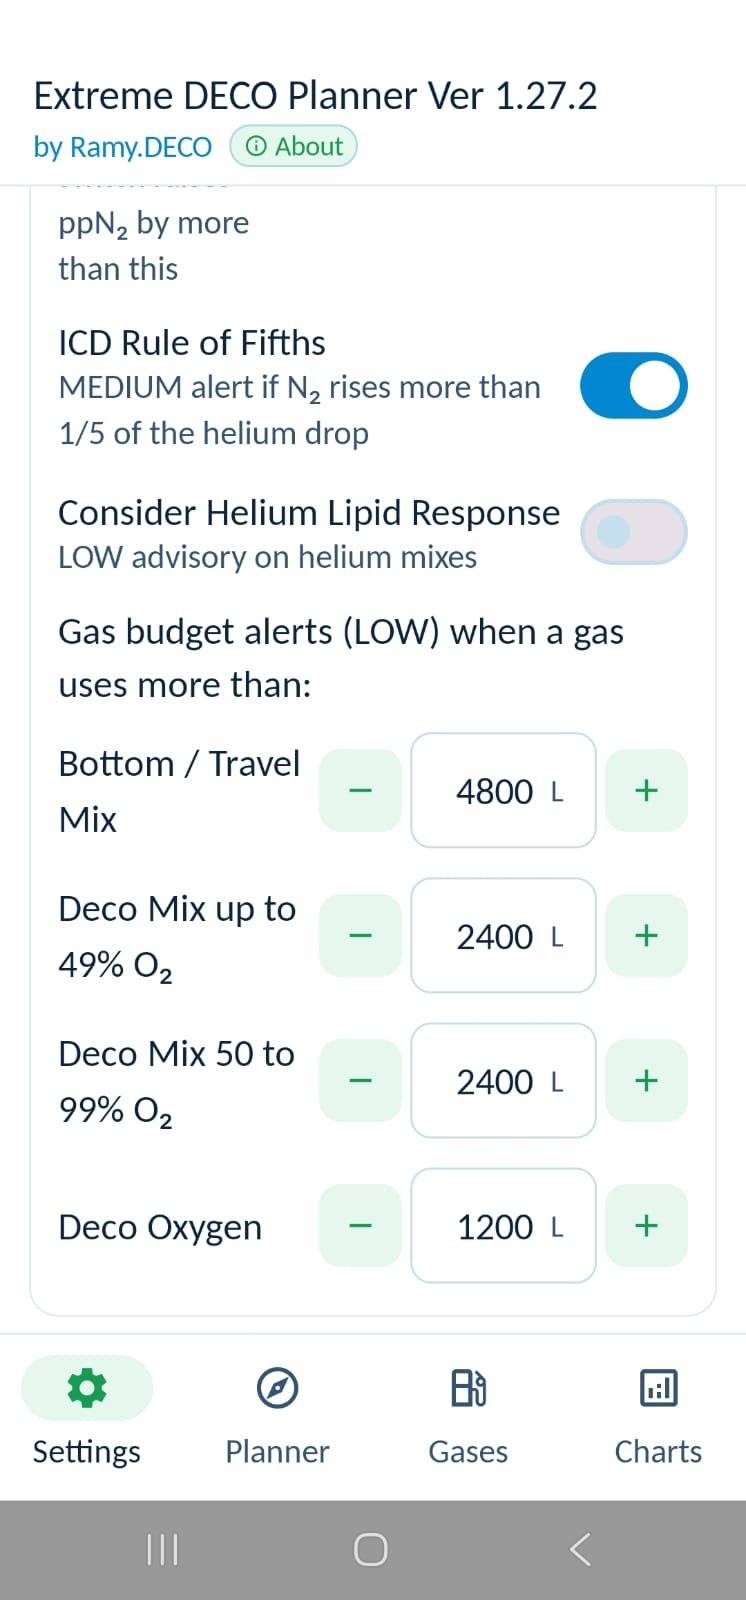 Extreme DECO Planner Ver 1.27.2
by Ramy.DECO
About
ppN₂ by more
than this
ICD Rule of Fifths
MEDIUM alert if N₂ rises more than
1/5 of the helium drop
Consider Helium Lipid Response
LOW advisory on helium mixes
Gas budget alerts (LOW) when a gas
uses more than:
Bottom / Travel
Mix
− 4800 L +
Deco Mix up to
49% O₂
− 2400 L +
Deco Mix 50 to
99% O₂
− 2400 L +
Deco Oxygen − 1200 L +
Settings Planner Gases Charts